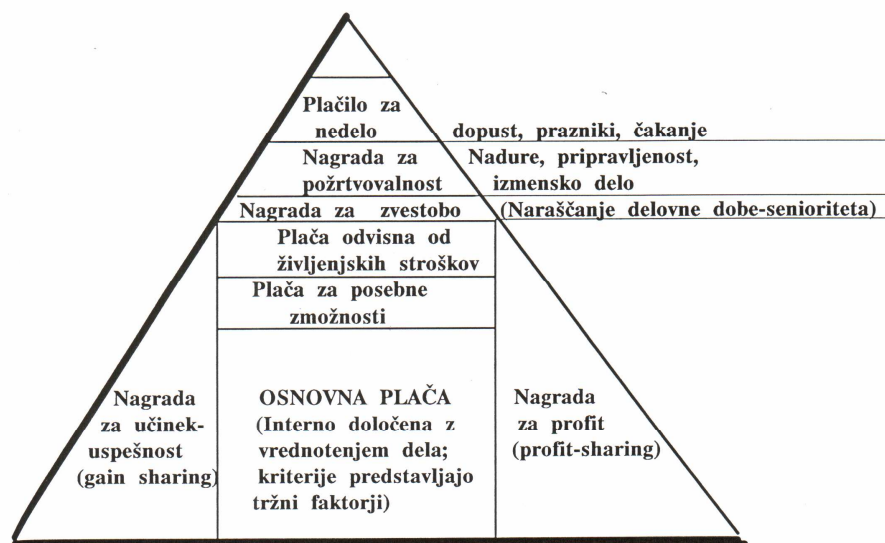 Plačilo za
nedelo
dopust, prazniki, čakanje
Nagrada za
požrtvovalnost
Nadure, pripravljenost,
izmensko delo
Nagrada za zvestobo
(Naraščanje delovne dobe-senioriteta)
Plača odvisna od
življenjskih stroškov
Plača za posebne
zmožnosti
Nagrada
za učinek-
uspešnost
(gain sharing)
OSNOVNA PLAČA
(Interno določena z
vrednotenjem dela;
kriterije predstavljajo
tržni faktorji)
Nagrada
za profit
(profit-sharing)